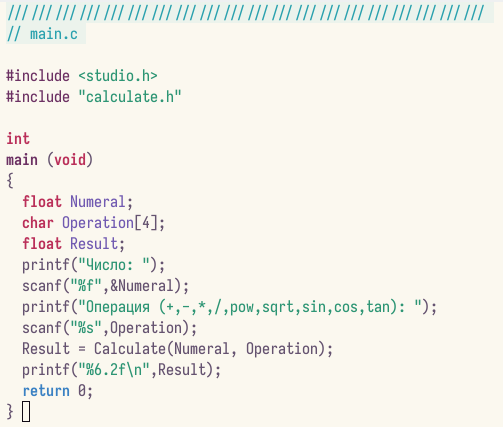 ////////////////////////////////////////////////////////////
// main.c
#include <studio.h>
#include "calculate.h"
int
main (void)
{
  float Numeral;
  char Operation[4];
  float Result;
  printf("Число: ");
  scanf("%f",&Numeral);
  printf("Операция (+,-,*,/,pow,sqrt,sin,cos,tan): ");
  scanf("%s",Operation);
  Result = Calculate(Numeral, Operation);
  printf("%6.2f\n",Result);
  return 0;
}